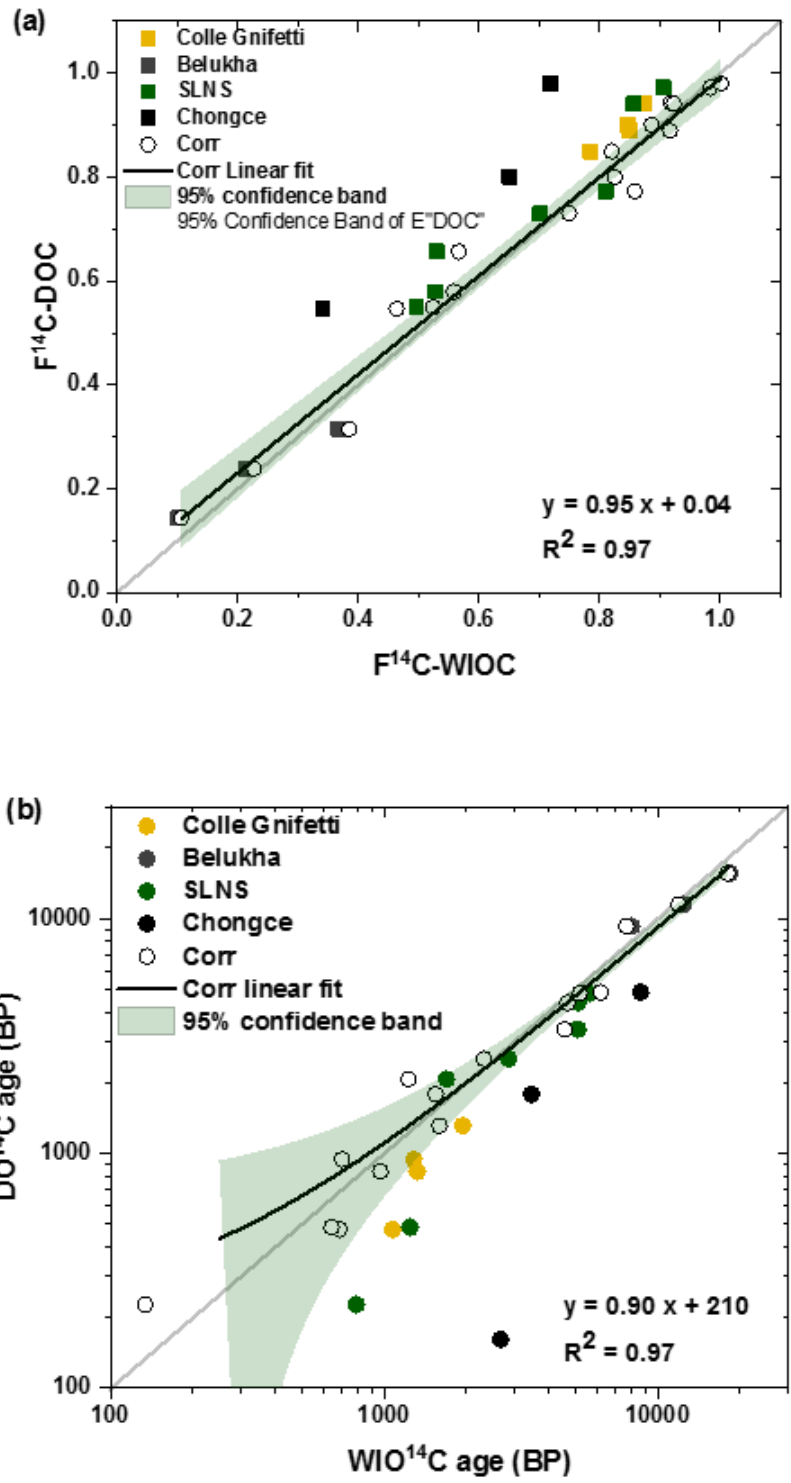 (a)
Colle Gnifetti
Belukha
SLNS
Chongce
Corr
Corr Linear fit
95% confidence band
95% Confidence Band of E"DOC"
1.0
0.8
0.6
0.4
0.2
0.0
F¹⁴C-DOC
y = 0.95 x + 0.04
R² = 0.97
0.0 0.2 0.4 0.6 0.8 1.0
F¹⁴C-WIOC
(b)
Colle Gnifetti
Belukha
SLNS
Chongce
Corr
Corr linear fit
95% confidence band
10000
1000
100
DO¹⁴C age (BP)
y = 0.90 x + 210
R² = 0.97
100 1000 10000
WIO¹⁴C age (BP)